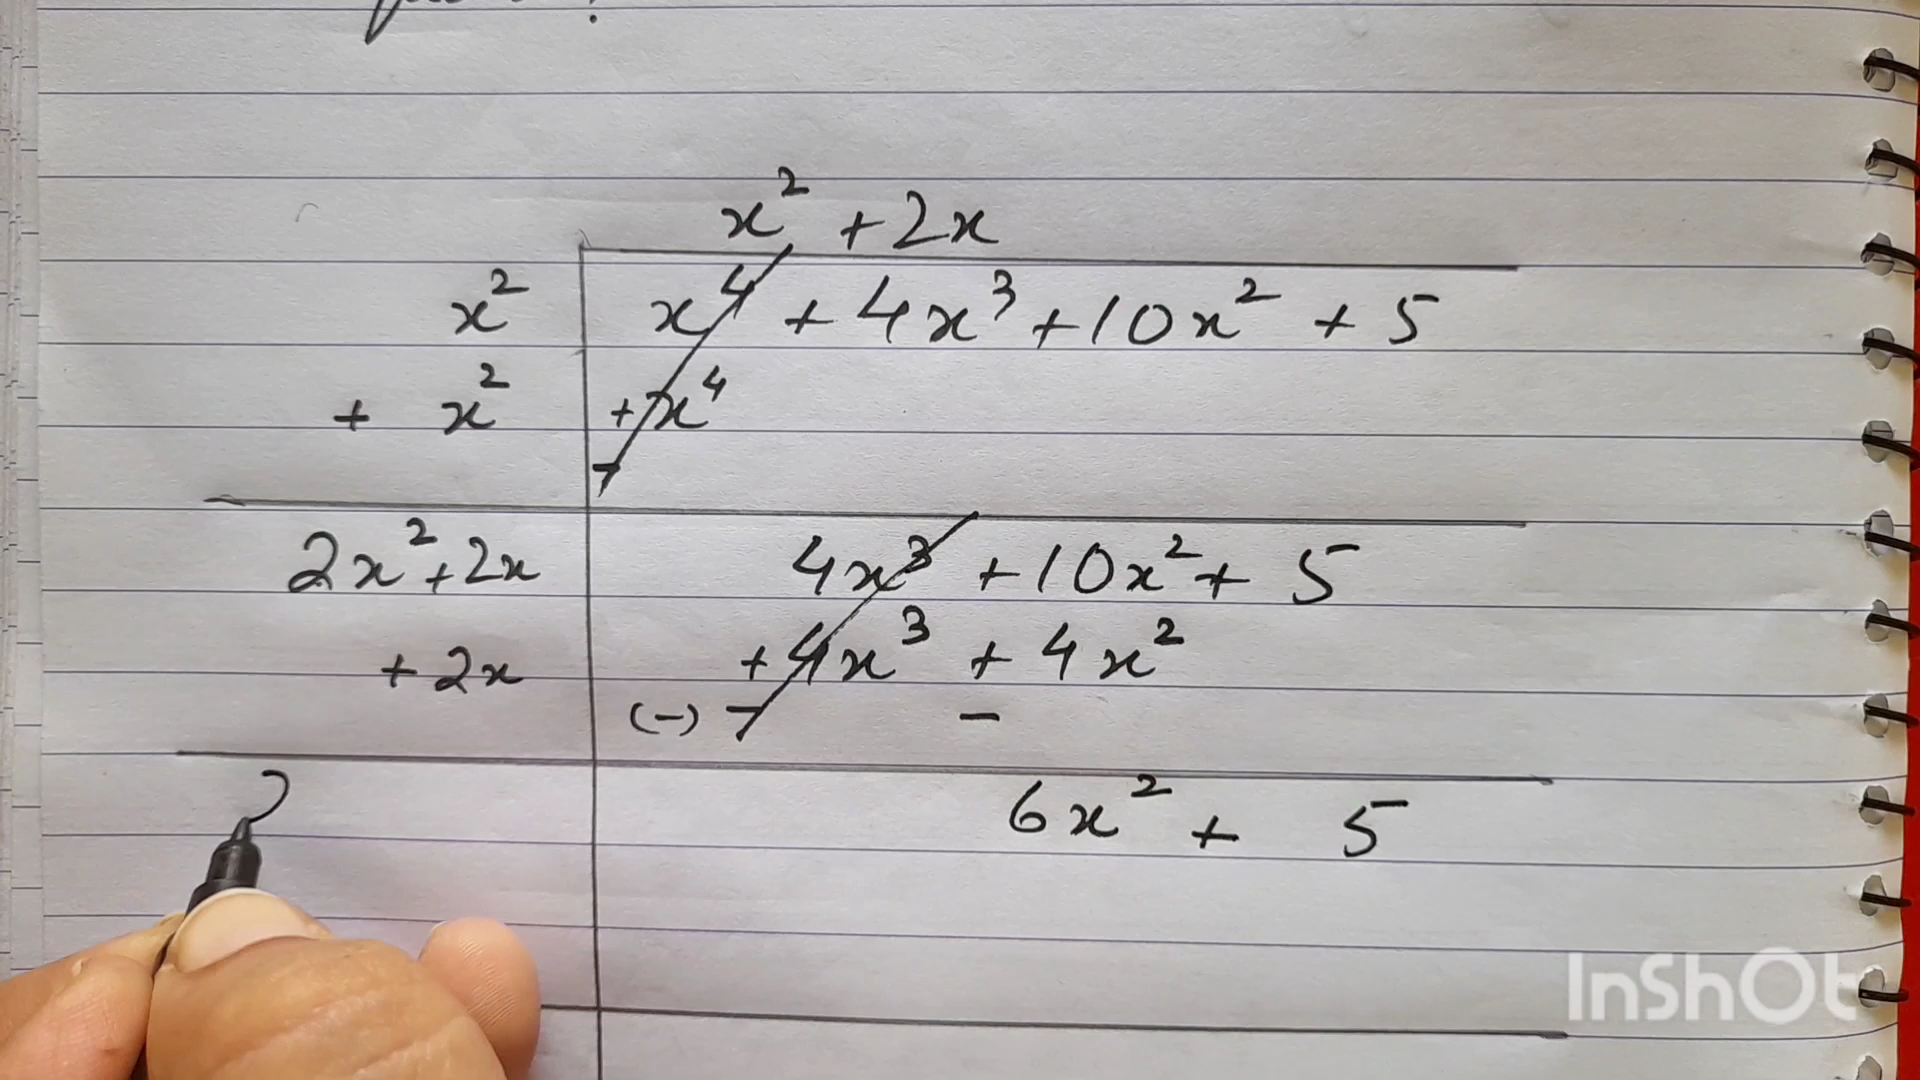 x² + 2x
x² x⁴ + 4x³ + 10x² + 5
+ x² + x⁴
-
2x² + 2x 4x³ + 10x² + 5
+ 2x + 4x³ + 4x²
(-) - -
6x² + 5
InShOt